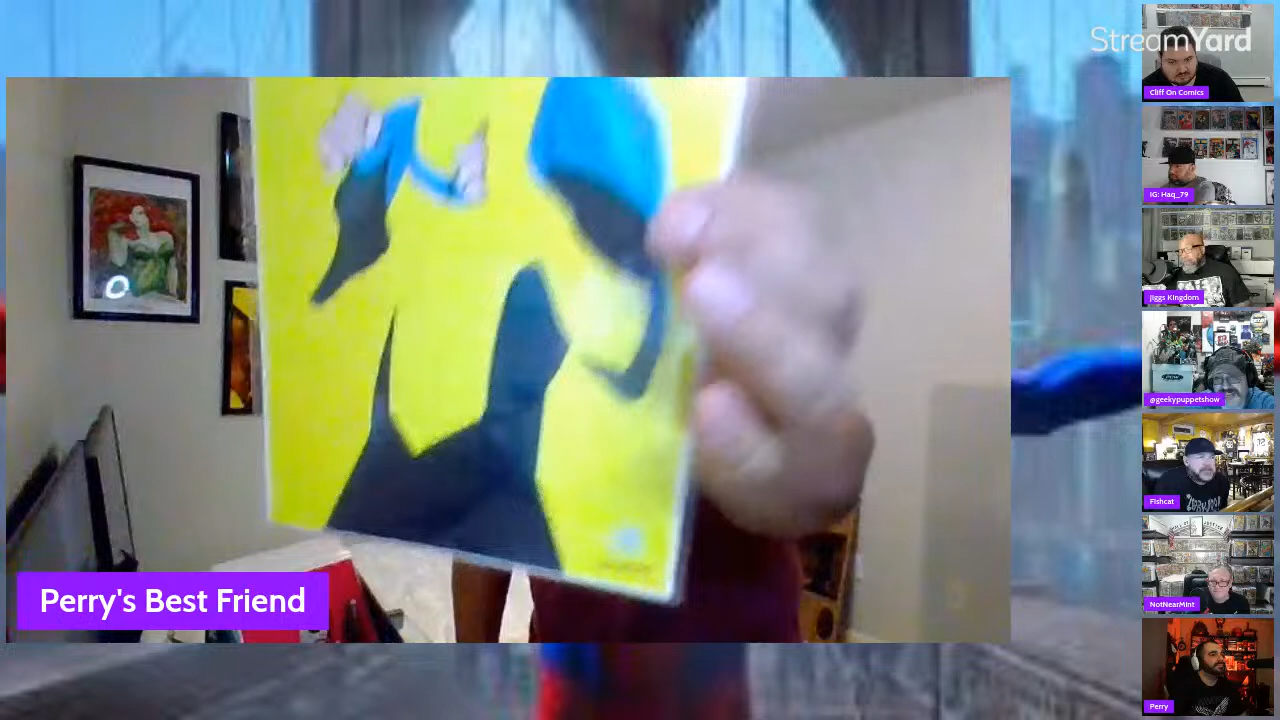 StreamYard
Cliff On Comics
IG: Haq_79
Jiggs Kingdom
@geekypuppetshow
Fishcat
NotNearMint
Perry
Perry's Best Friend